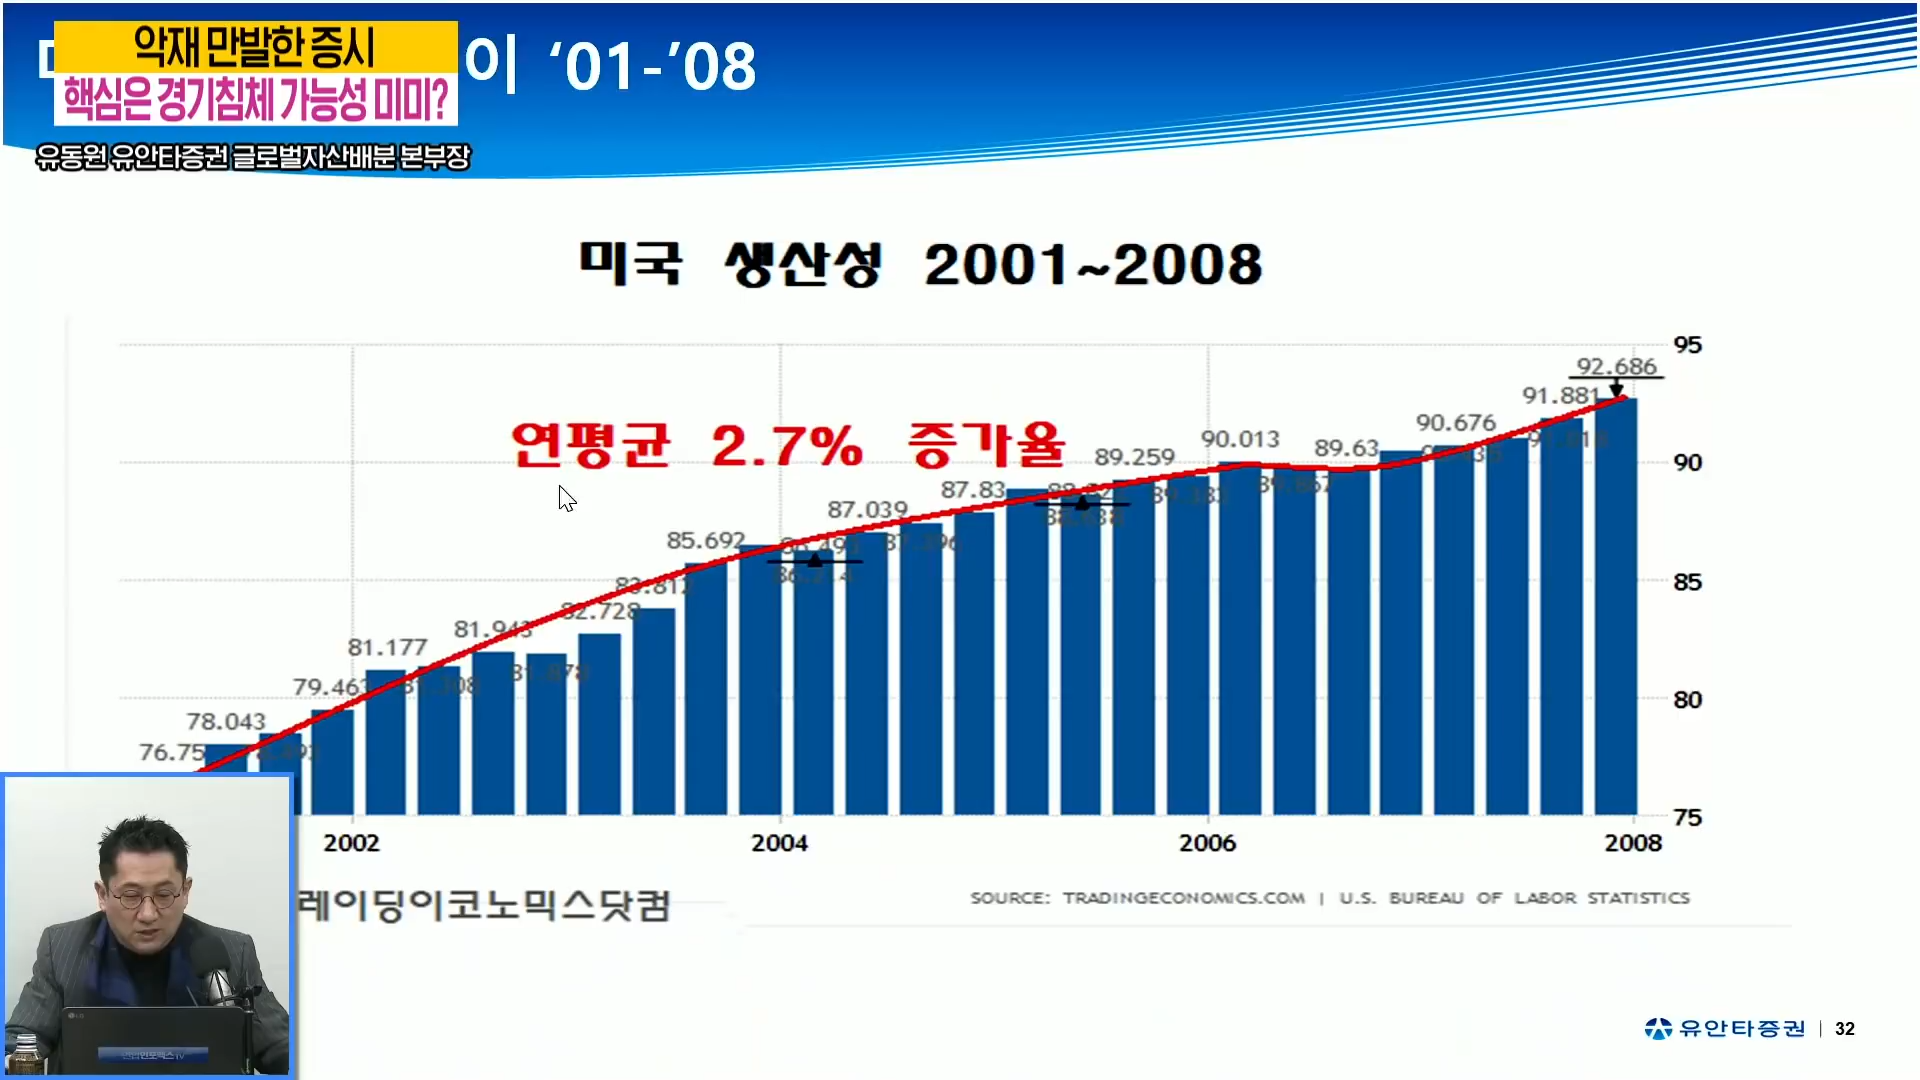 악재 만발한 증시
핵심은 경기침체 가능성 미미?
이 ‘01-’08
유동원 유안타증권 글로벌자산배분 본부장
미국 생산성 2001~2008
연평균 2.7% 증가율
95
90
85
80
75
92.686
91.881
90.676
89.63
90.013
89.259
87.83
87.039
85.692
83.812
82.728
81.943
81.878
81.177
79.463
78.043
76.75
2002 2004 2006 2008
레이딩이코노믹스닷컴
SOURCE: TRADINGECONOMICS.COM | U.S. BUREAU OF LABOR STATISTICS
유안타증권 | 32